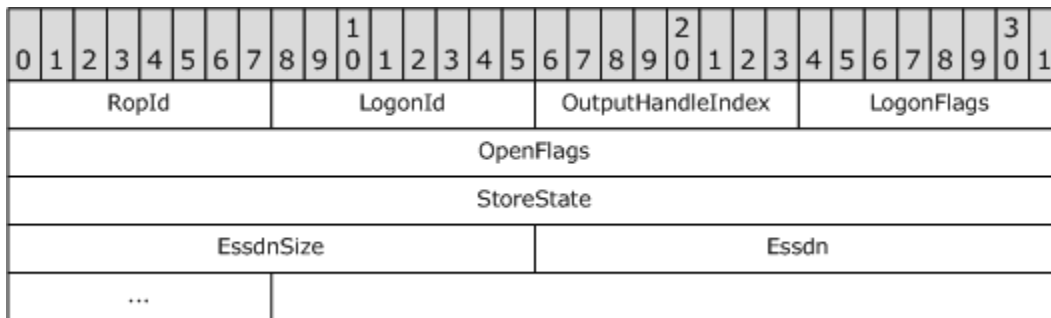 1 2 3
0 1 2 3 4 5 6 7 8 9 0 1 2 3 4 5 6 7 8 9 0 1 2 3 4 5 6 7 8 9 0 1
RopId LogonId OutputHandleIndex LogonFlags
OpenFlags
StoreState
EssdnSize Essdn
...